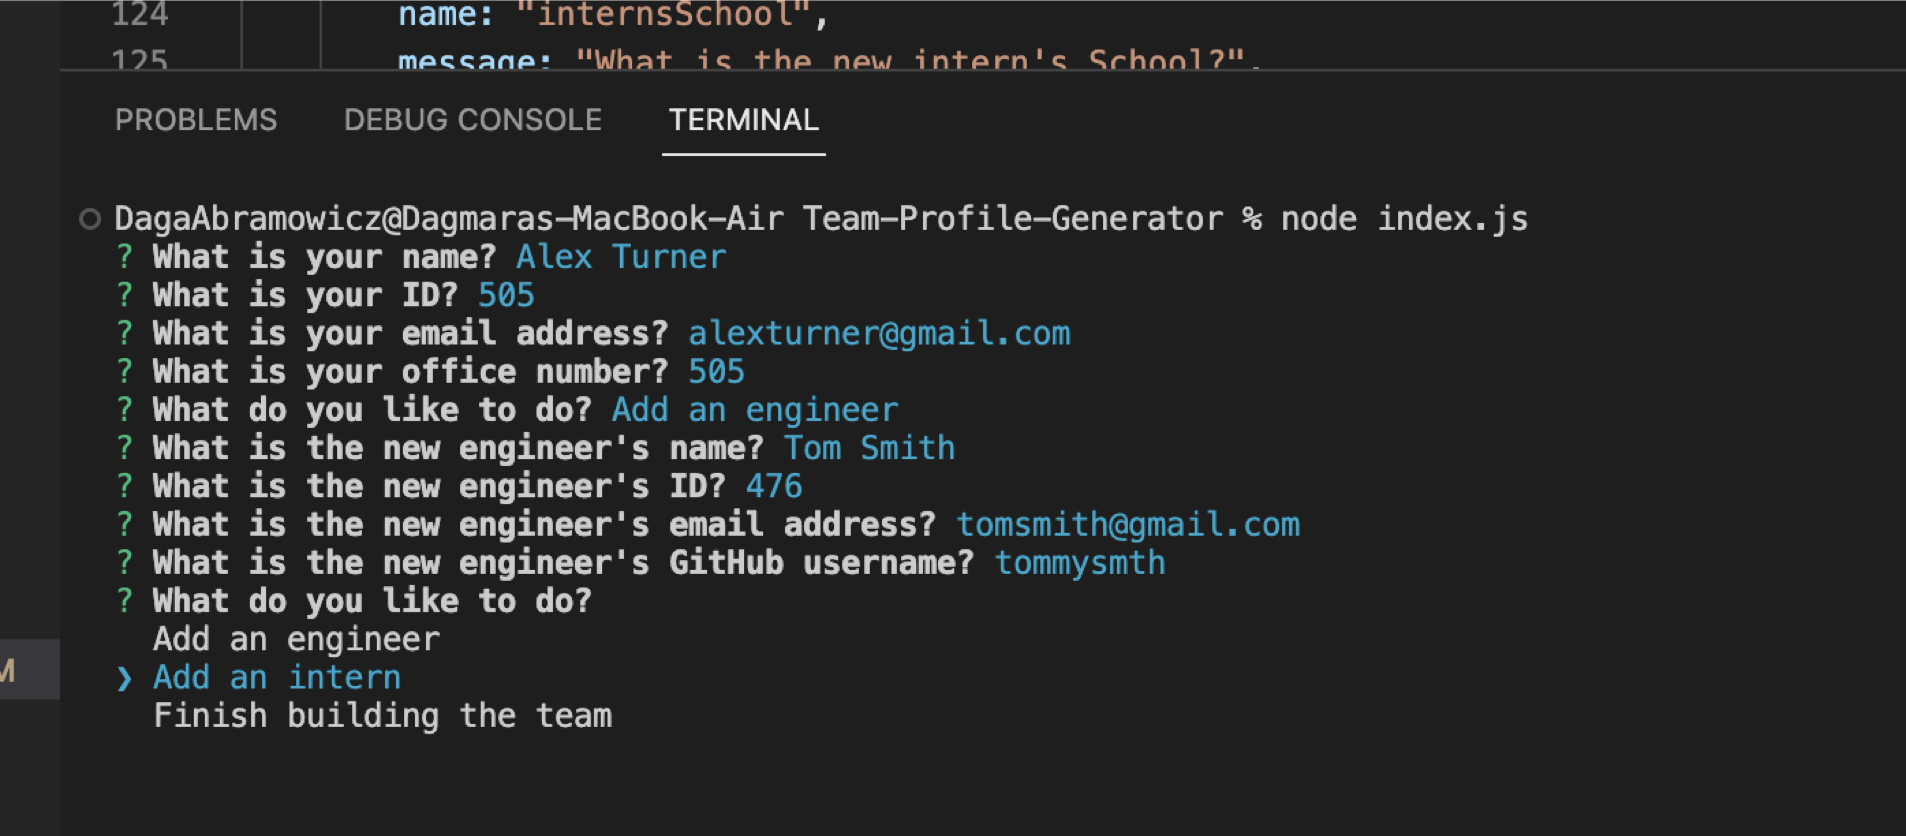 124 name: "internsSchool",
125 message: "What is the new intern's School?",
PROBLEMS DEBUG CONSOLE TERMINAL
DagaAbramowicz@Dagmaras-MacBook-Air Team-Profile-Generator % node index.js
? What is your name? Alex Turner
? What is your ID? 505
? What is your email address? alexturner@gmail.com
? What is your office number? 505
? What do you like to do? Add an engineer
? What is the new engineer's name? Tom Smith
? What is the new engineer's ID? 476
? What is the new engineer's email address? tomsmith@gmail.com
? What is the new engineer's GitHub username? tommysmth
? What do you like to do?
Add an engineer
M
❯ Add an intern
Finish building the team